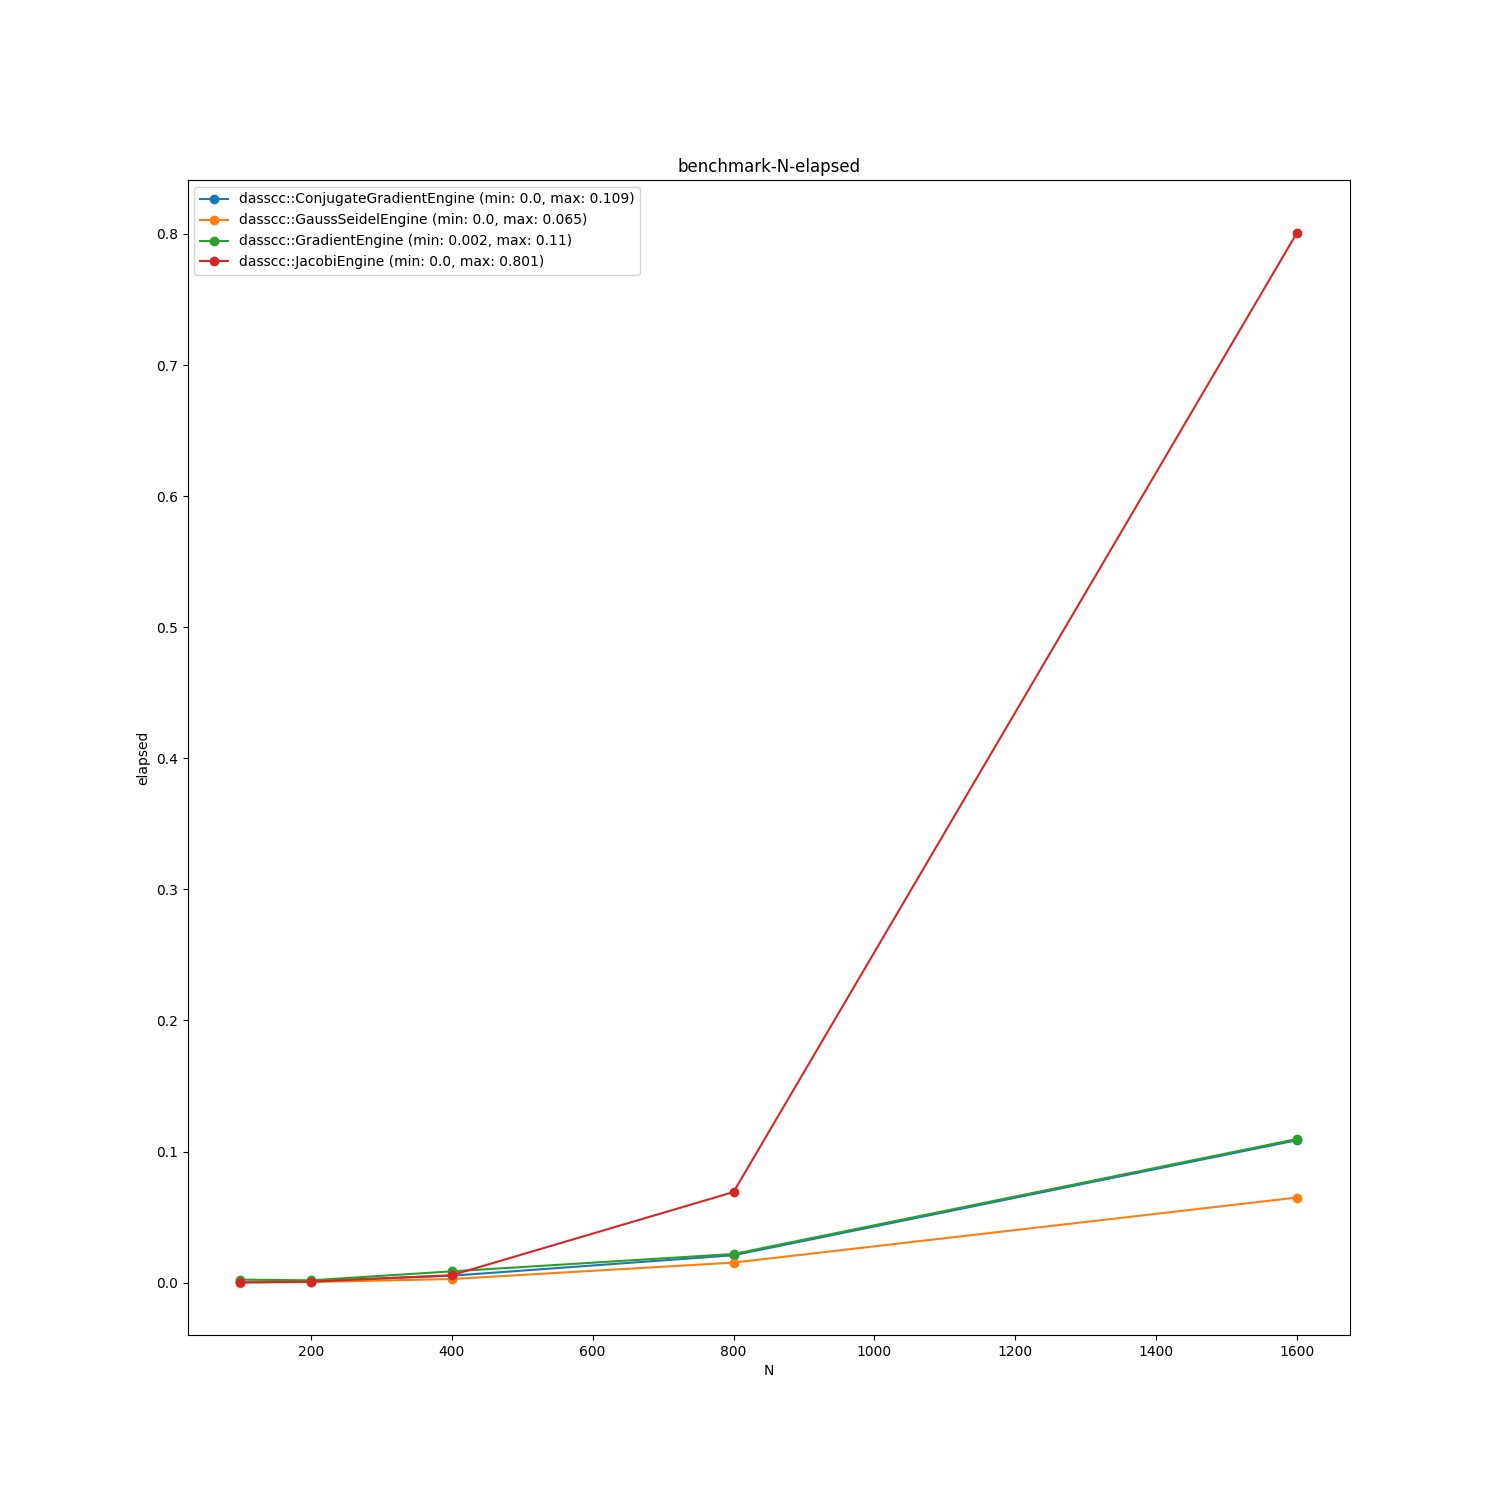 benchmark-N-elapsed
dasscc::ConjugateGradientEngine (min: 0.0, max: 0.109)
dasscc::GaussSeidelEngine (min: 0.0, max: 0.065)
dasscc::GradientEngine (min: 0.002, max: 0.11)
dasscc::JacobiEngine (min: 0.0, max: 0.801)
0.8
0.7
0.6
0.5
0.4
0.3
0.2
0.1
0.0
elapsed
200 400 600 800 1000 1200 1400 1600
N